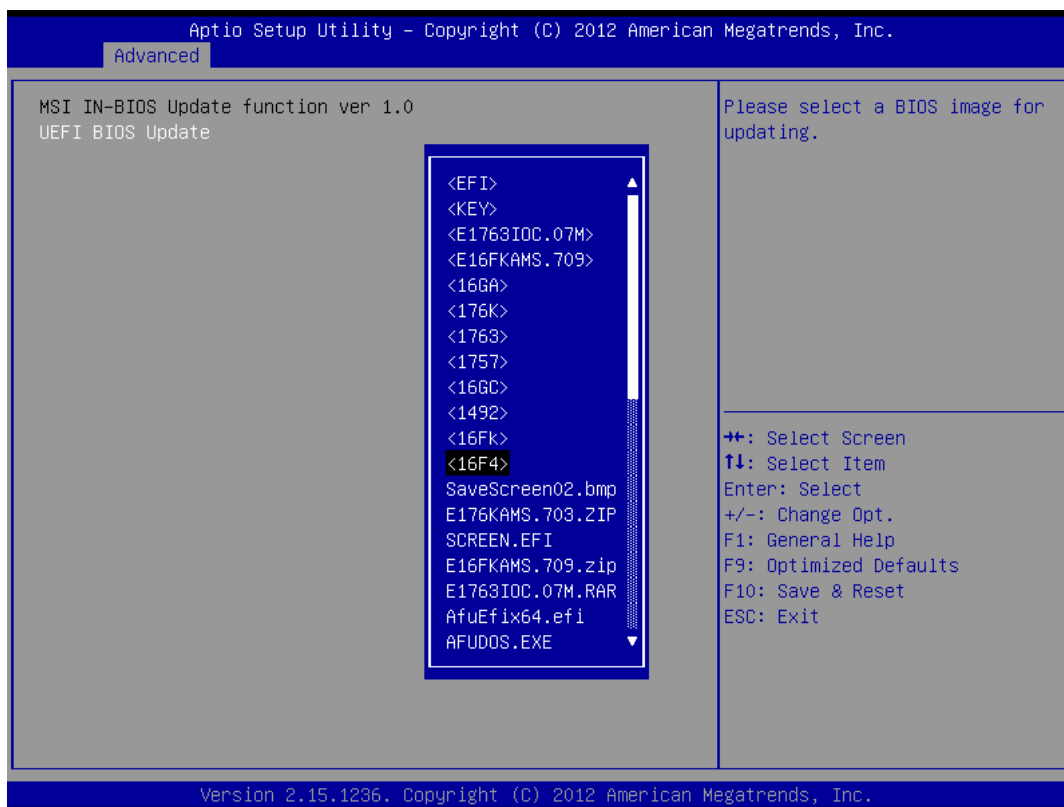 Aptio Setup Utility – Copyright (C) 2012 American Megatrends, Inc.
Advanced
MSI IN-BIOS Update function ver 1.0
UEFI BIOS Update
<EFI>
<KEY>
<E1763IOC.07M>
<E16FKAMS.709>
<16GA>
<176K>
<1763>
<1757>
<16GC>
<1492>
<16Fk>
<16F4>
SaveScreen02.bmp
E176KAMS.703.ZIP
SCREEN.EFI
E16FKAMS.709.zip
E1763IOC.07M.RAR
AfuEfix64.efi
AFUDOS.EXE
Please select a BIOS image for
updating.
→←: Select Screen
↑↓: Select Item
Enter: Select
+/-: Change Opt.
F1: General Help
F9: Optimized Defaults
F10: Save & Reset
ESC: Exit
Version 2.15.1236. Copyright (C) 2012 American Megatrends, Inc.